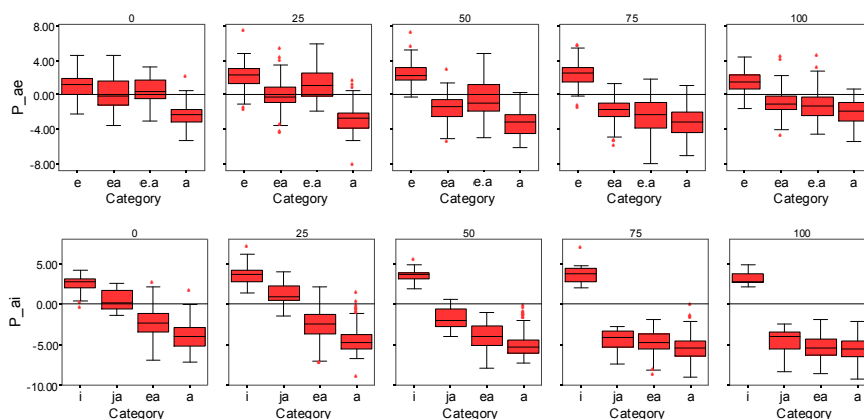 0 25 50 75 100
8.00
4.00
0.00
-4.00
-8.00
P_ae
e ea e.a a e ea e.a a e ea e.a a e ea e.a a e ea e.a a
Category Category Category Category Category
0 25 50 75 100
5.00
0.00
-5.00
-10.00
P_ai
i ja ea a i ja ea a i ja ea a i ja ea a i ja ea a
Category Category Category Category Category